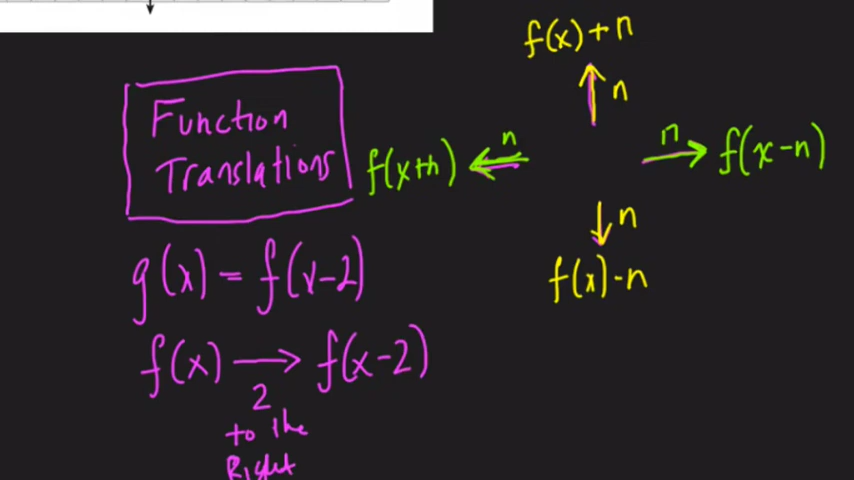 Function
Translations
f(x)+n
n
f(x+n)
n
n
f(x-n)
n
f(x)-n
g(x) = f(x-2)
f(x) → f(x-2)
2
to the
Right